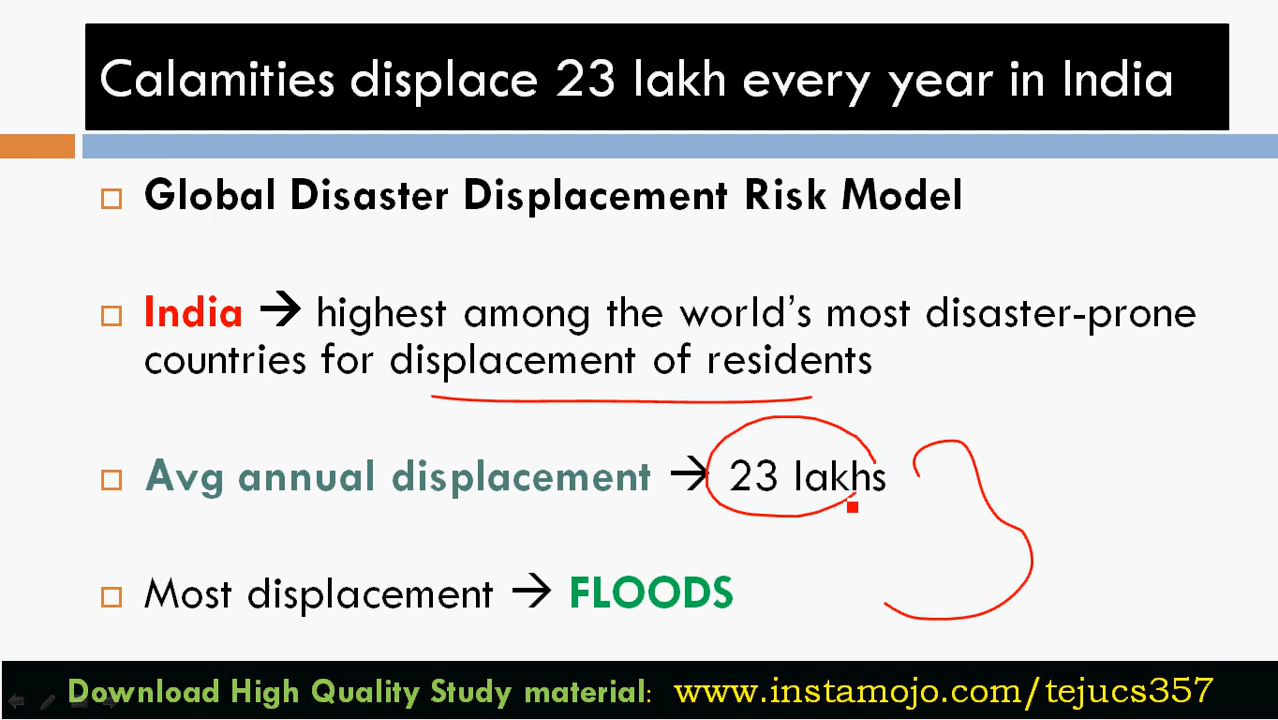 Calamities displace 23 lakh every year in India
Global Disaster Displacement Risk Model
India → highest among the world's most disaster-prone
countries for displacement of residents
Avg annual displacement → 23 lakhs
Most displacement → FLOODS
Download High Quality Study material: www.instamojo.com/tejucs357